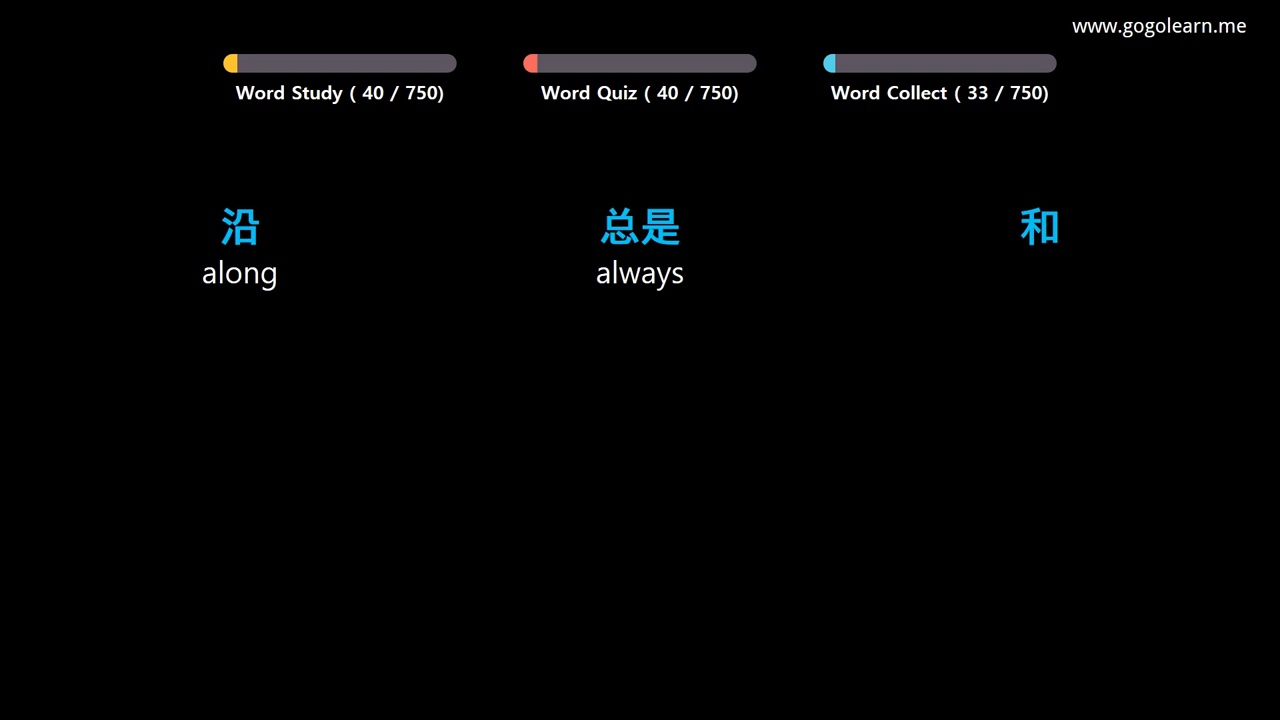 www.gogolearn.me
Word Study ( 40 / 750)
Word Quiz ( 40 / 750)
Word Collect ( 33 / 750)
沿
总是
和
along
always